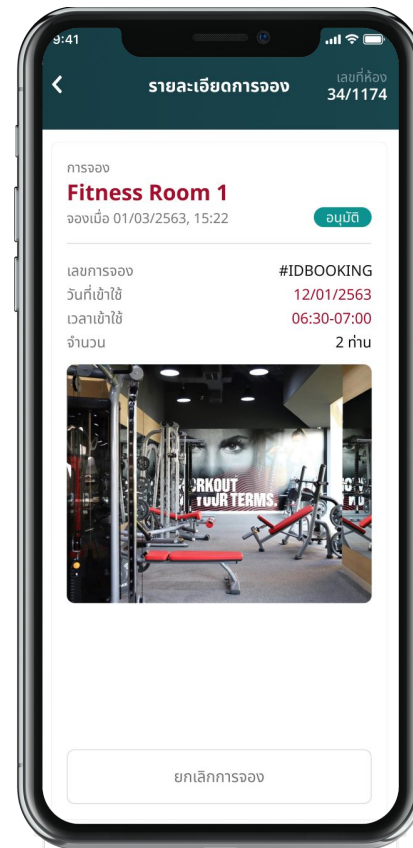 9:41
รายละเอียดการจอง
เลขที่ห้อง
34/1174
การจอง
Fitness Room 1
จองเมื่อ 01/03/2563, 15:22
อนุมัติ
เลขการจอง #IDBOOKING
วันที่เข้าใช้ 12/01/2563
เวลาเข้าใช้ 06:30-07:00
จำนวน 2 ท่าน
YOUR TERMS.
ยกเลิกการจอง